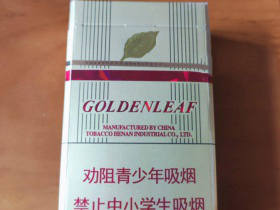 GOLDENLEAF
MANUFACTURED BY CHINA
TOBACCO HENAN INDUSTRIAL CO., LTD.
劝阻青少年吸烟
禁止中小学生吸烟